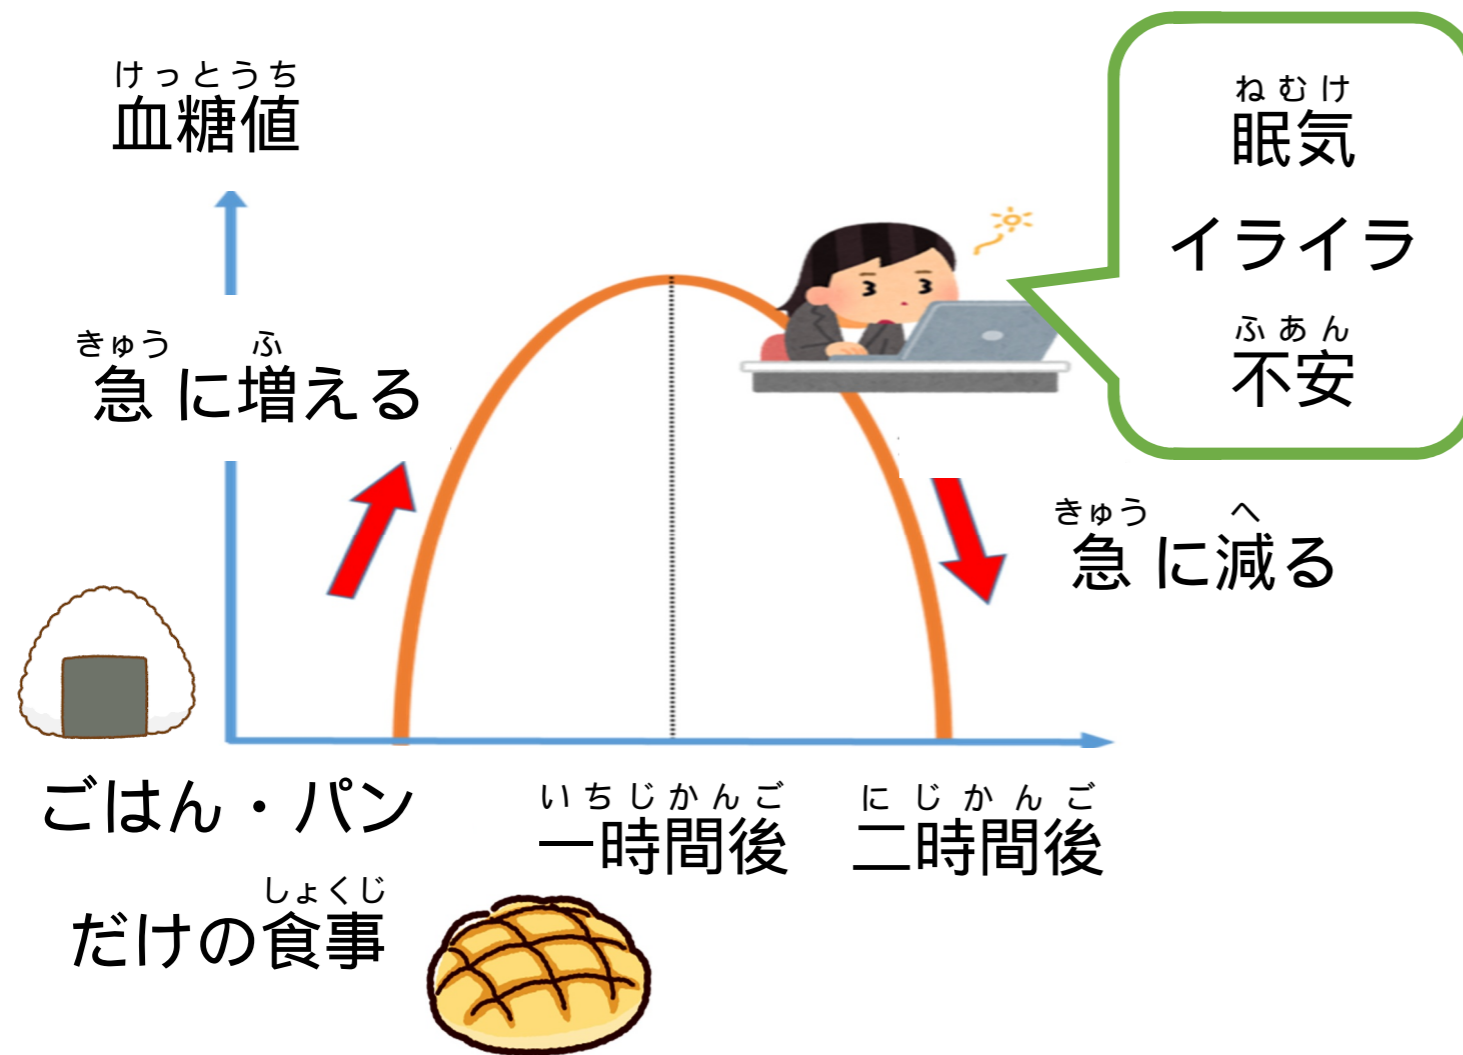 けっとうち
血糖値
ねむけ
眠気
イライラ
ふあん
不安
きゅう ふ
急に増える
きゅう へ
急に減る
ごはん・パン
しょくじ
だけの食事
いちじかんご
一時間後
にじかんご
二時間後